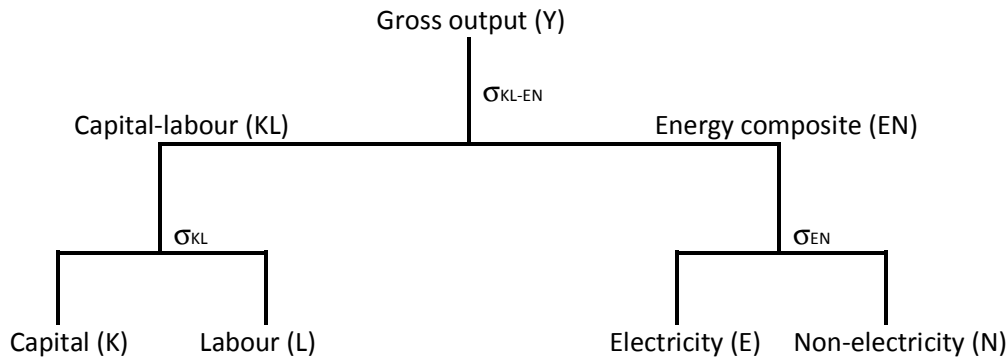 Gross output (Y)
σKL-EN
Capital-labour (KL)
Energy composite (EN)
σKL
σEN
Capital (K)
Labour (L)
Electricity (E)
Non-electricity (N)